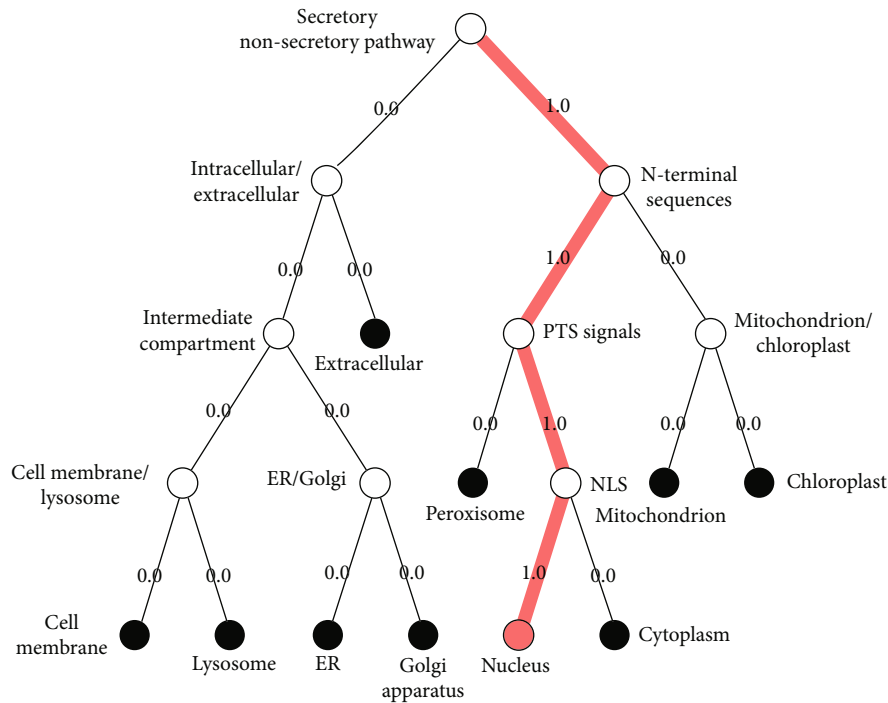 Secretory
non-secretory pathway
0.0
1.0
Intracellular/
extracellular
N-terminal
sequences
0.0
0.0
1.0
0.0
Intermediate
compartment
Extracellular
PTS signals
Mitochondrion/
chloroplast
0.0
0.0
0.0
1.0
0.0
0.0
Cell membrane/
lysosome
ER/Golgi
Peroxisome
NLS
Mitochondrion
Chloroplast
0.0
0.0
0.0
0.0
1.0
0.0
Cell
membrane
Lysosome
ER
Golgi
apparatus
Nucleus
Cytoplasm